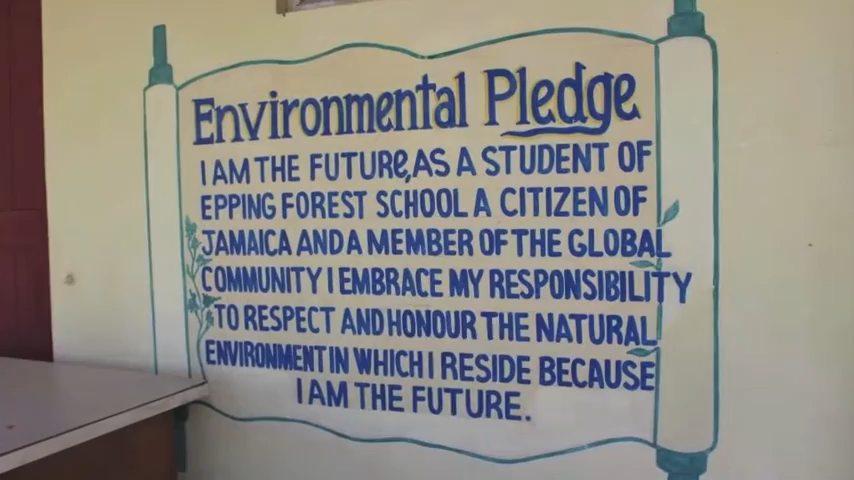 Environmental Pledge
I AM THE FUTURe, AS A STUDENT OF
EPPING FOREST SCHOOL A CITIZEN OF
JAMAICA AND A MEMBER OF THE GLOBAL
COMMUNITY I EMBRACE MY RESPONSIBILITY
TO RESPECT AND HONOUR THE NATURAL
ENVIRONMENT IN WHICH I RESIDE BECAUSE
I AM THE FUTURE.